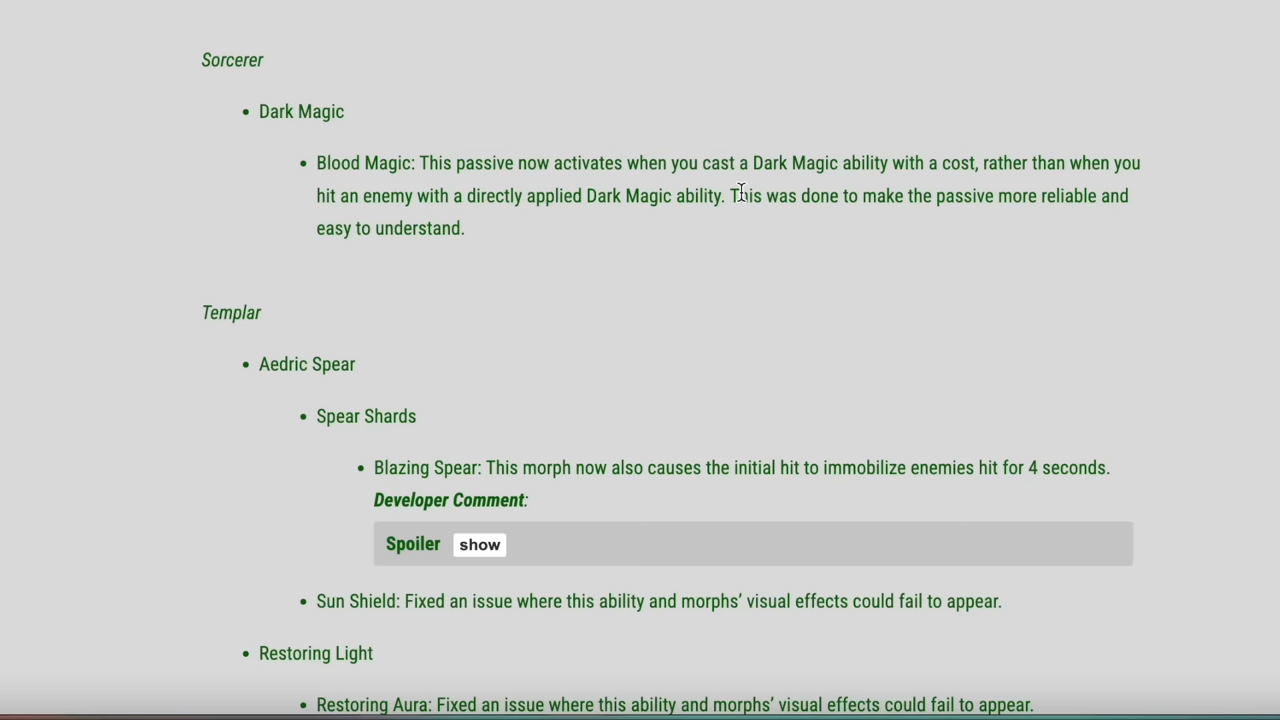 Sorcerer
• Dark Magic
• Blood Magic: This passive now activates when you cast a Dark Magic ability with a cost, rather than when you
hit an enemy with a directly applied Dark Magic ability. This was done to make the passive more reliable and
easy to understand.
Templar
• Aedric Spear
• Spear Shards
• Blazing Spear: This morph now also causes the initial hit to immobilize enemies hit for 4 seconds.
Developer Comment:
Spoiler show
• Sun Shield: Fixed an issue where this ability and morphs’ visual effects could fail to appear.
• Restoring Light
• Restoring Aura: Fixed an issue where this ability and morphs’ visual effects could fail to appear.